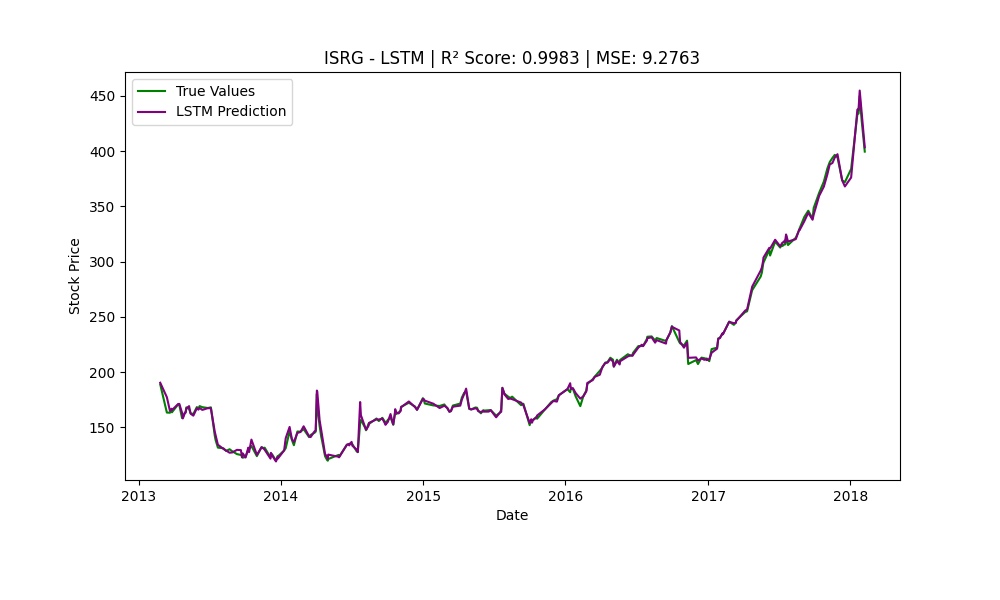 ISRG - LSTM | R² Score: 0.9983 | MSE: 9.2763
True Values
LSTM Prediction
Stock Price
450
400
350
300
250
200
150
2013 2014 2015 2016 2017 2018
Date